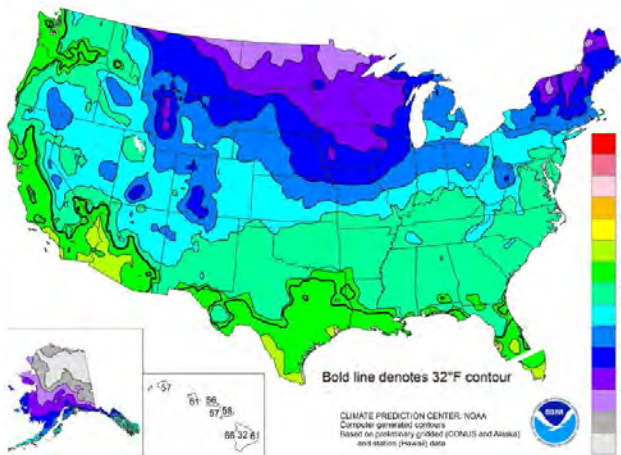 57
61
56
57
58
56
32
61
Bold line denotes 32°F contour
CLIMATE PREDICTION CENTER, NOAA
Computer generated contours
Based on preliminary gridded (CONUS and Alaska)
and station (Hawaii) data